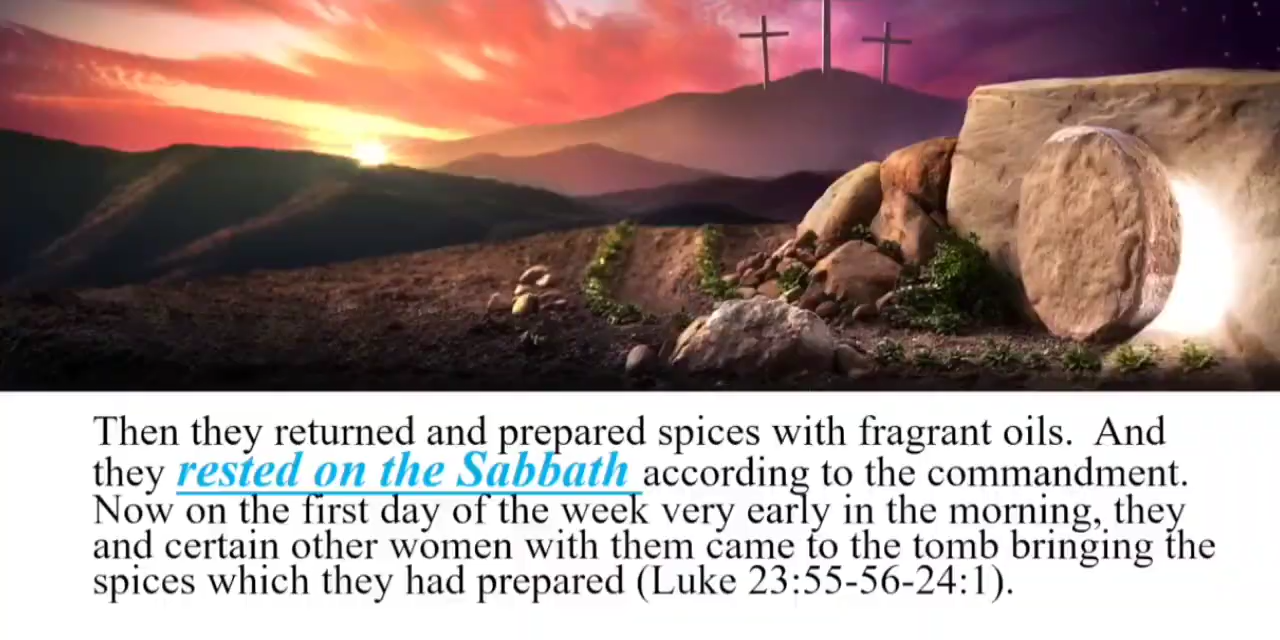 Then they returned and prepared spices with fragrant oils.  And
they rested on the Sabbath according to the commandment.
Now on the first day of the week very early in the morning, they
and certain other women with them came to the tomb bringing the
spices which they had prepared (Luke 23:55-56-24:1).